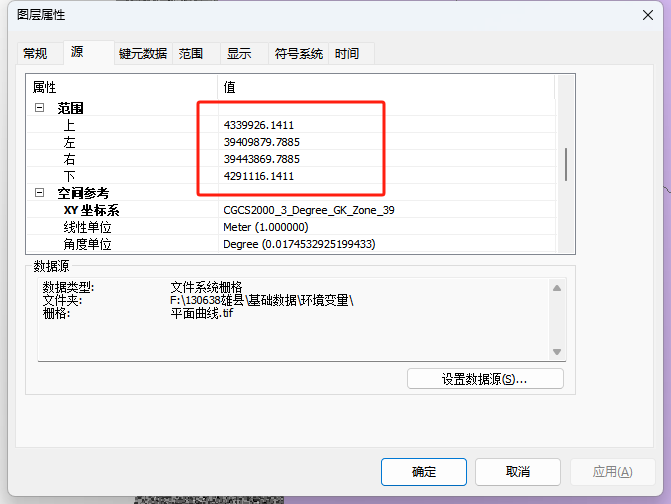 图层属性
常规 源 键元数据 范围 显示 符号系统 时间
属性 值
范围
上 4339926.1411
左 39409879.7885
右 39443869.7885
下 4291116.1411
空间参考
XY 坐标系 CGCS2000_3_Degree_GK_Zone_39
线性单位 Meter (1.000000)
角度单位 Degree (0.0174532925199433)
数据源
数据类型: 文件系统栅格
文件夹: F:\130638雄县\基础数据\环境变量\
栅格: 平面曲线.tif
设置数据源(S)...
确定 取消 应用(A)